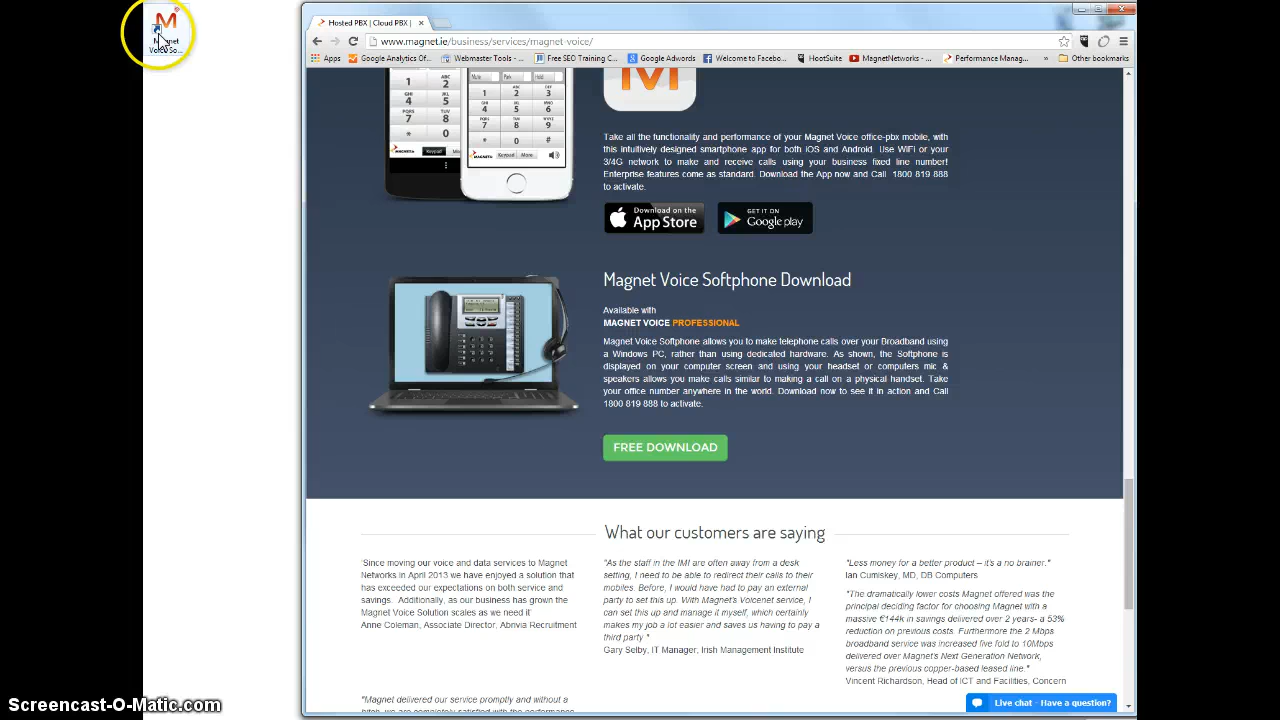 Magnet
Voice So...
Hosted PBX | Cloud PBX |
www.magnet.ie/business/services/magnet-voice/
Apps
Google Analytics Of...
Webmaster Tools - ...
Free SEO Training C...
Google Adwords
Welcome to Facebo...
HootSuite
MagnetNetworks - ...
Performance Manag...
»
Other bookmarks
1 2 3
4 5 6
7 8 9
* 0 #
Keypad More
Take all the functionality and performance of your Magnet Voice office-pbx mobile, with
this intuitively designed smartphone app for both iOS and Android. Use WiFi or your
3/4G network to make and receive calls using your business fixed line number!
Enterprise features come as standard. Download the App now and Call 1800 819 888
to activate.
Download on the
App Store
GET IT ON
Google play
Magnet Voice Softphone Download
Available with
MAGNET VOICE PROFESSIONAL
Magnet Voice Softphone allows you to make telephone calls over your Broadband using
a Windows PC, rather than using dedicated hardware. As shown, the Softphone is
displayed on your computer screen and using your headset or computers mic &
speakers allows you make calls similar to making a call on a physical handset. Take
your office number anywhere in the world. Download now to see it in action and Call
1800 819 888 to activate.
FREE DOWNLOAD
What our customers are saying
'Since moving our voice and data services to Magnet
Networks in April 2013 we have enjoyed a solution that
has exceeded our expectations on both service and
savings. Additionally, as our business has grown the
Magnet Voice Solution scales as we need it'
Anne Coleman, Associate Director, Abrivia Recruitment
"As the staff in the IMI are often away from a desk
setting, I need to be able to redirect their calls to their
mobiles. Before, I would have had to pay an external
party to set this up. With Magnet's Voicenet service, I
can set this up and manage it myself, which certainly
makes my job a lot easier and saves us having to pay a
third party."
Gary Selby, IT Manager, Irish Management Institute
"Less money for a better product – it's a no brainer."
Ian Cumiskey, MD, DB Computers
"The dramatically lower costs Magnet offered was the
principal deciding factor for choosing Magnet with a
massive €144k in savings delivered over 2 years- a 53%
reduction on previous costs. Furthermore the 2 Mbps
broadband service was increased five fold to 10Mbps
delivered over Magnet's Next Generation Network,
versus the previous copper-based leased line."
Vincent Richardson, Head of ICT and Facilities, Concern
"Magnet delivered our service promptly and without a
Live chat - Have a question?
Screencast-O-Matic.com